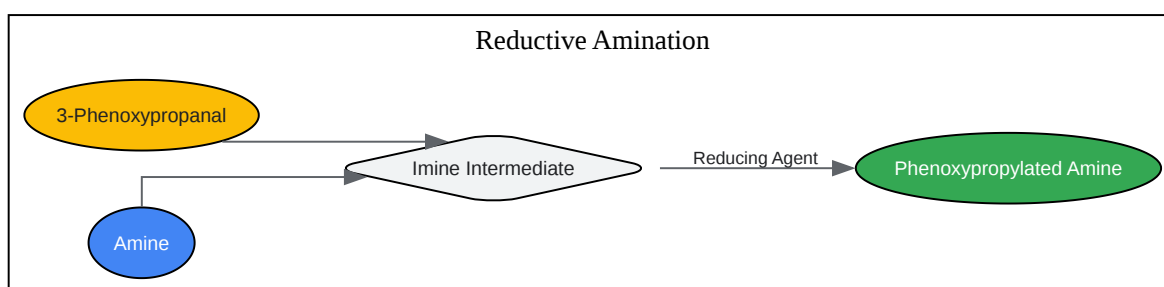 Reductive Amination
3-Phenoxypropanal
Imine Intermediate
Reducing Agent
Phenoxypropylated Amine
Amine